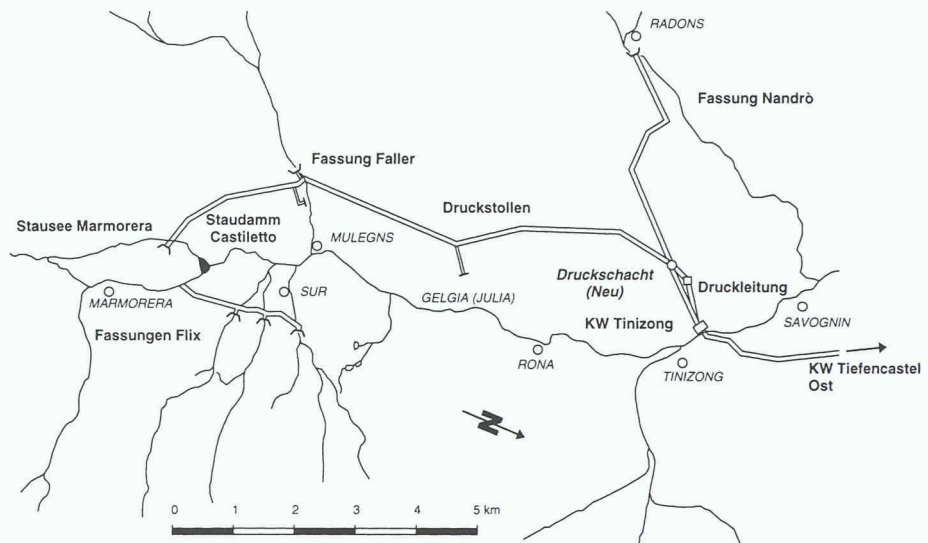 RADONS
Fassung Nandrò
Fassung Faller
Druckstollen
Stausee Marmorera
Staudamm
Castiletto
MULEGNS
MARMORERA
SUR
GELGIA (JULIA)
Druckschacht
(Neu)
Druckleitung
KW Tinizong
SAVOGNIN
Fassungen Flix
RONA
TINIZONG
KW Tiefencastel
Ost
N
0 1 2 3 4 5 km